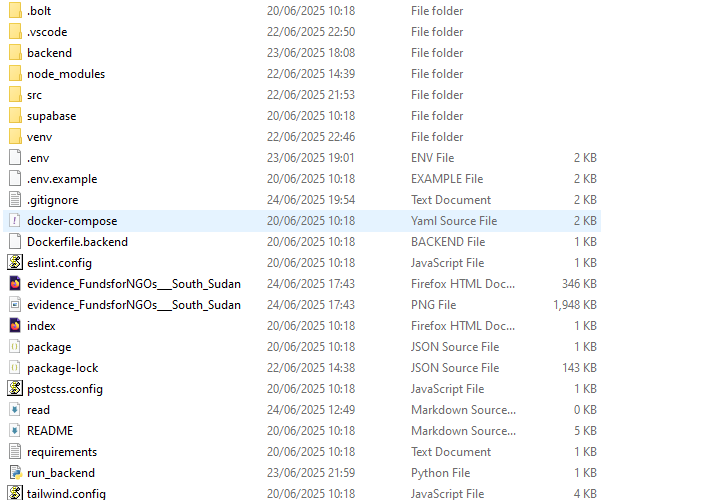 .bolt 20/06/2025 10:18 File folder
.vscode 22/06/2025 22:50 File folder
backend 23/06/2025 18:08 File folder
node_modules 22/06/2025 14:39 File folder
src 22/06/2025 21:53 File folder
supabase 20/06/2025 10:18 File folder
venv 22/06/2025 22:46 File folder
.env 23/06/2025 19:01 ENV File 2 KB
.env.example 20/06/2025 10:18 EXAMPLE File 2 KB
.gitignore 24/06/2025 19:54 Text Document 2 KB
docker-compose 20/06/2025 10:18 Yaml Source File 2 KB
Dockerfile.backend 20/06/2025 10:18 BACKEND File 1 KB
eslint.config 20/06/2025 10:18 JavaScript File 1 KB
evidence_FundsforNGOs___South_Sudan 24/06/2025 17:43 Firefox HTML Doc... 346 KB
evidence_FundsforNGOs___South_Sudan 24/06/2025 17:43 PNG File 1,948 KB
index 20/06/2025 10:18 Firefox HTML Doc... 1 KB
package 20/06/2025 10:18 JSON Source File 1 KB
package-lock 22/06/2025 14:38 JSON Source File 143 KB
postcss.config 20/06/2025 10:18 JavaScript File 1 KB
read 24/06/2025 12:49 Markdown Source... 0 KB
README 20/06/2025 10:18 Markdown Source... 5 KB
requirements 20/06/2025 10:18 Text Document 1 KB
run_backend 23/06/2025 21:59 Python File 1 KB
tailwind.config 20/06/2025 10:18 JavaScript File 4 KB